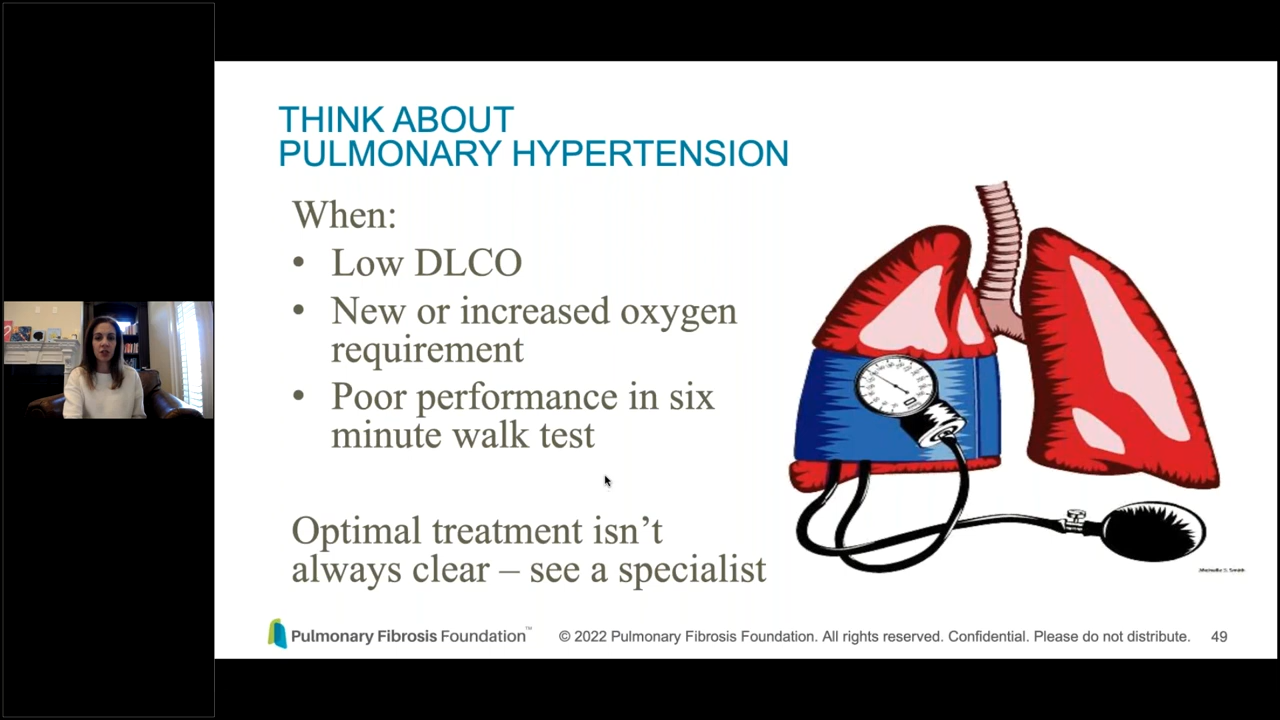 THINK ABOUT
PULMONARY HYPERTENSION
When:
• Low DLCO
• New or increased oxygen
requirement
• Poor performance in six
minute walk test
Optimal treatment isn’t
always clear – see a specialist
Pulmonary Fibrosis Foundation™
© 2022 Pulmonary Fibrosis Foundation. All rights reserved. Confidential. Please do not distribute. 49